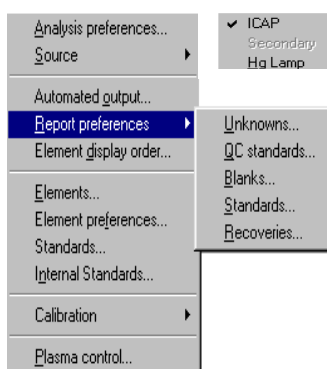 Analysis preferences...
Source
Automated output...
Report preferences
Element display order...
Elements...
Element preferences...
Standards...
Internal Standards...
Calibration
Plasma control...
ICAP
Secondary
Hg Lamp
Unknowns...
QC standards...
Blanks...
Standards...
Recoveries...